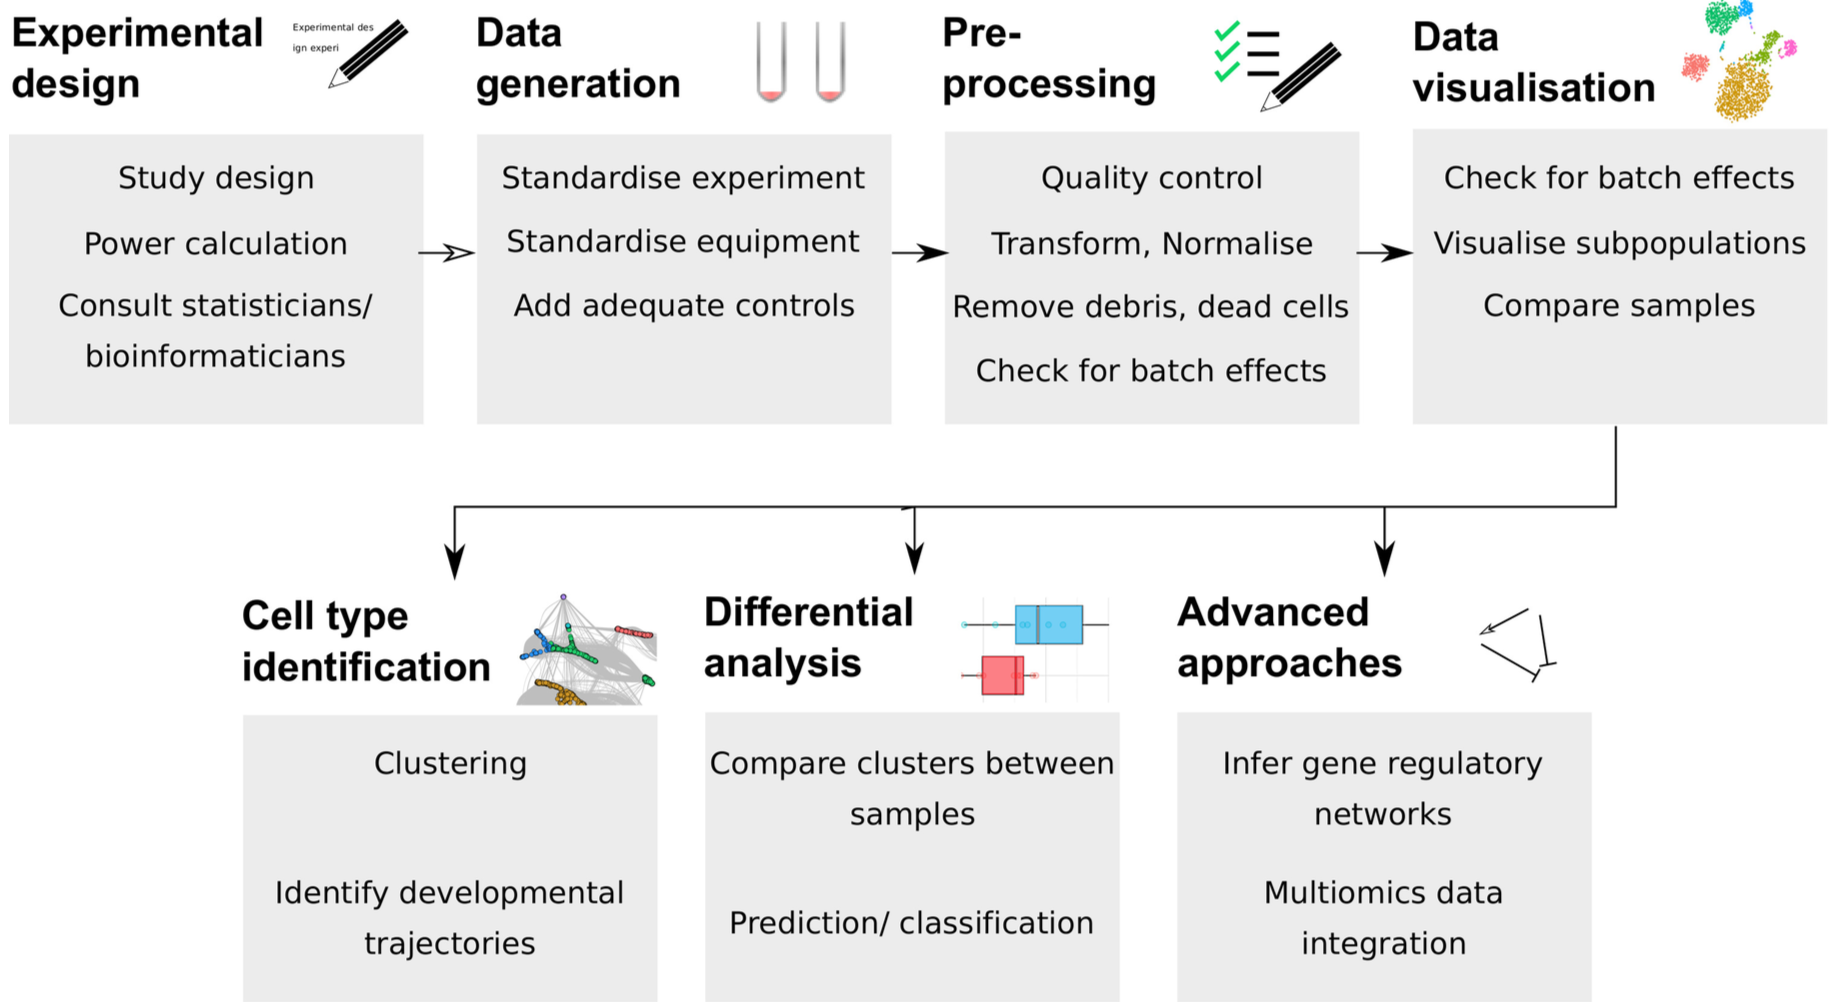 Experimental
design
Experimental des
ign experi
Study design
Power calculation
Consult statisticians/
bioinformaticians
Data
generation
Standardise experiment
Standardise equipment
Add adequate controls
Pre-
processing
Quality control
Transform, Normalise
Remove debris, dead cells
Check for batch effects
Data
visualisation
Check for batch effects
Visualise subpopulations
Compare samples
Cell type
identification
Clustering
Identify developmental
trajectories
Differential
analysis
Compare clusters between
samples
Prediction/ classification
Advanced
approaches
Infer gene regulatory
networks
Multiomics data
integration